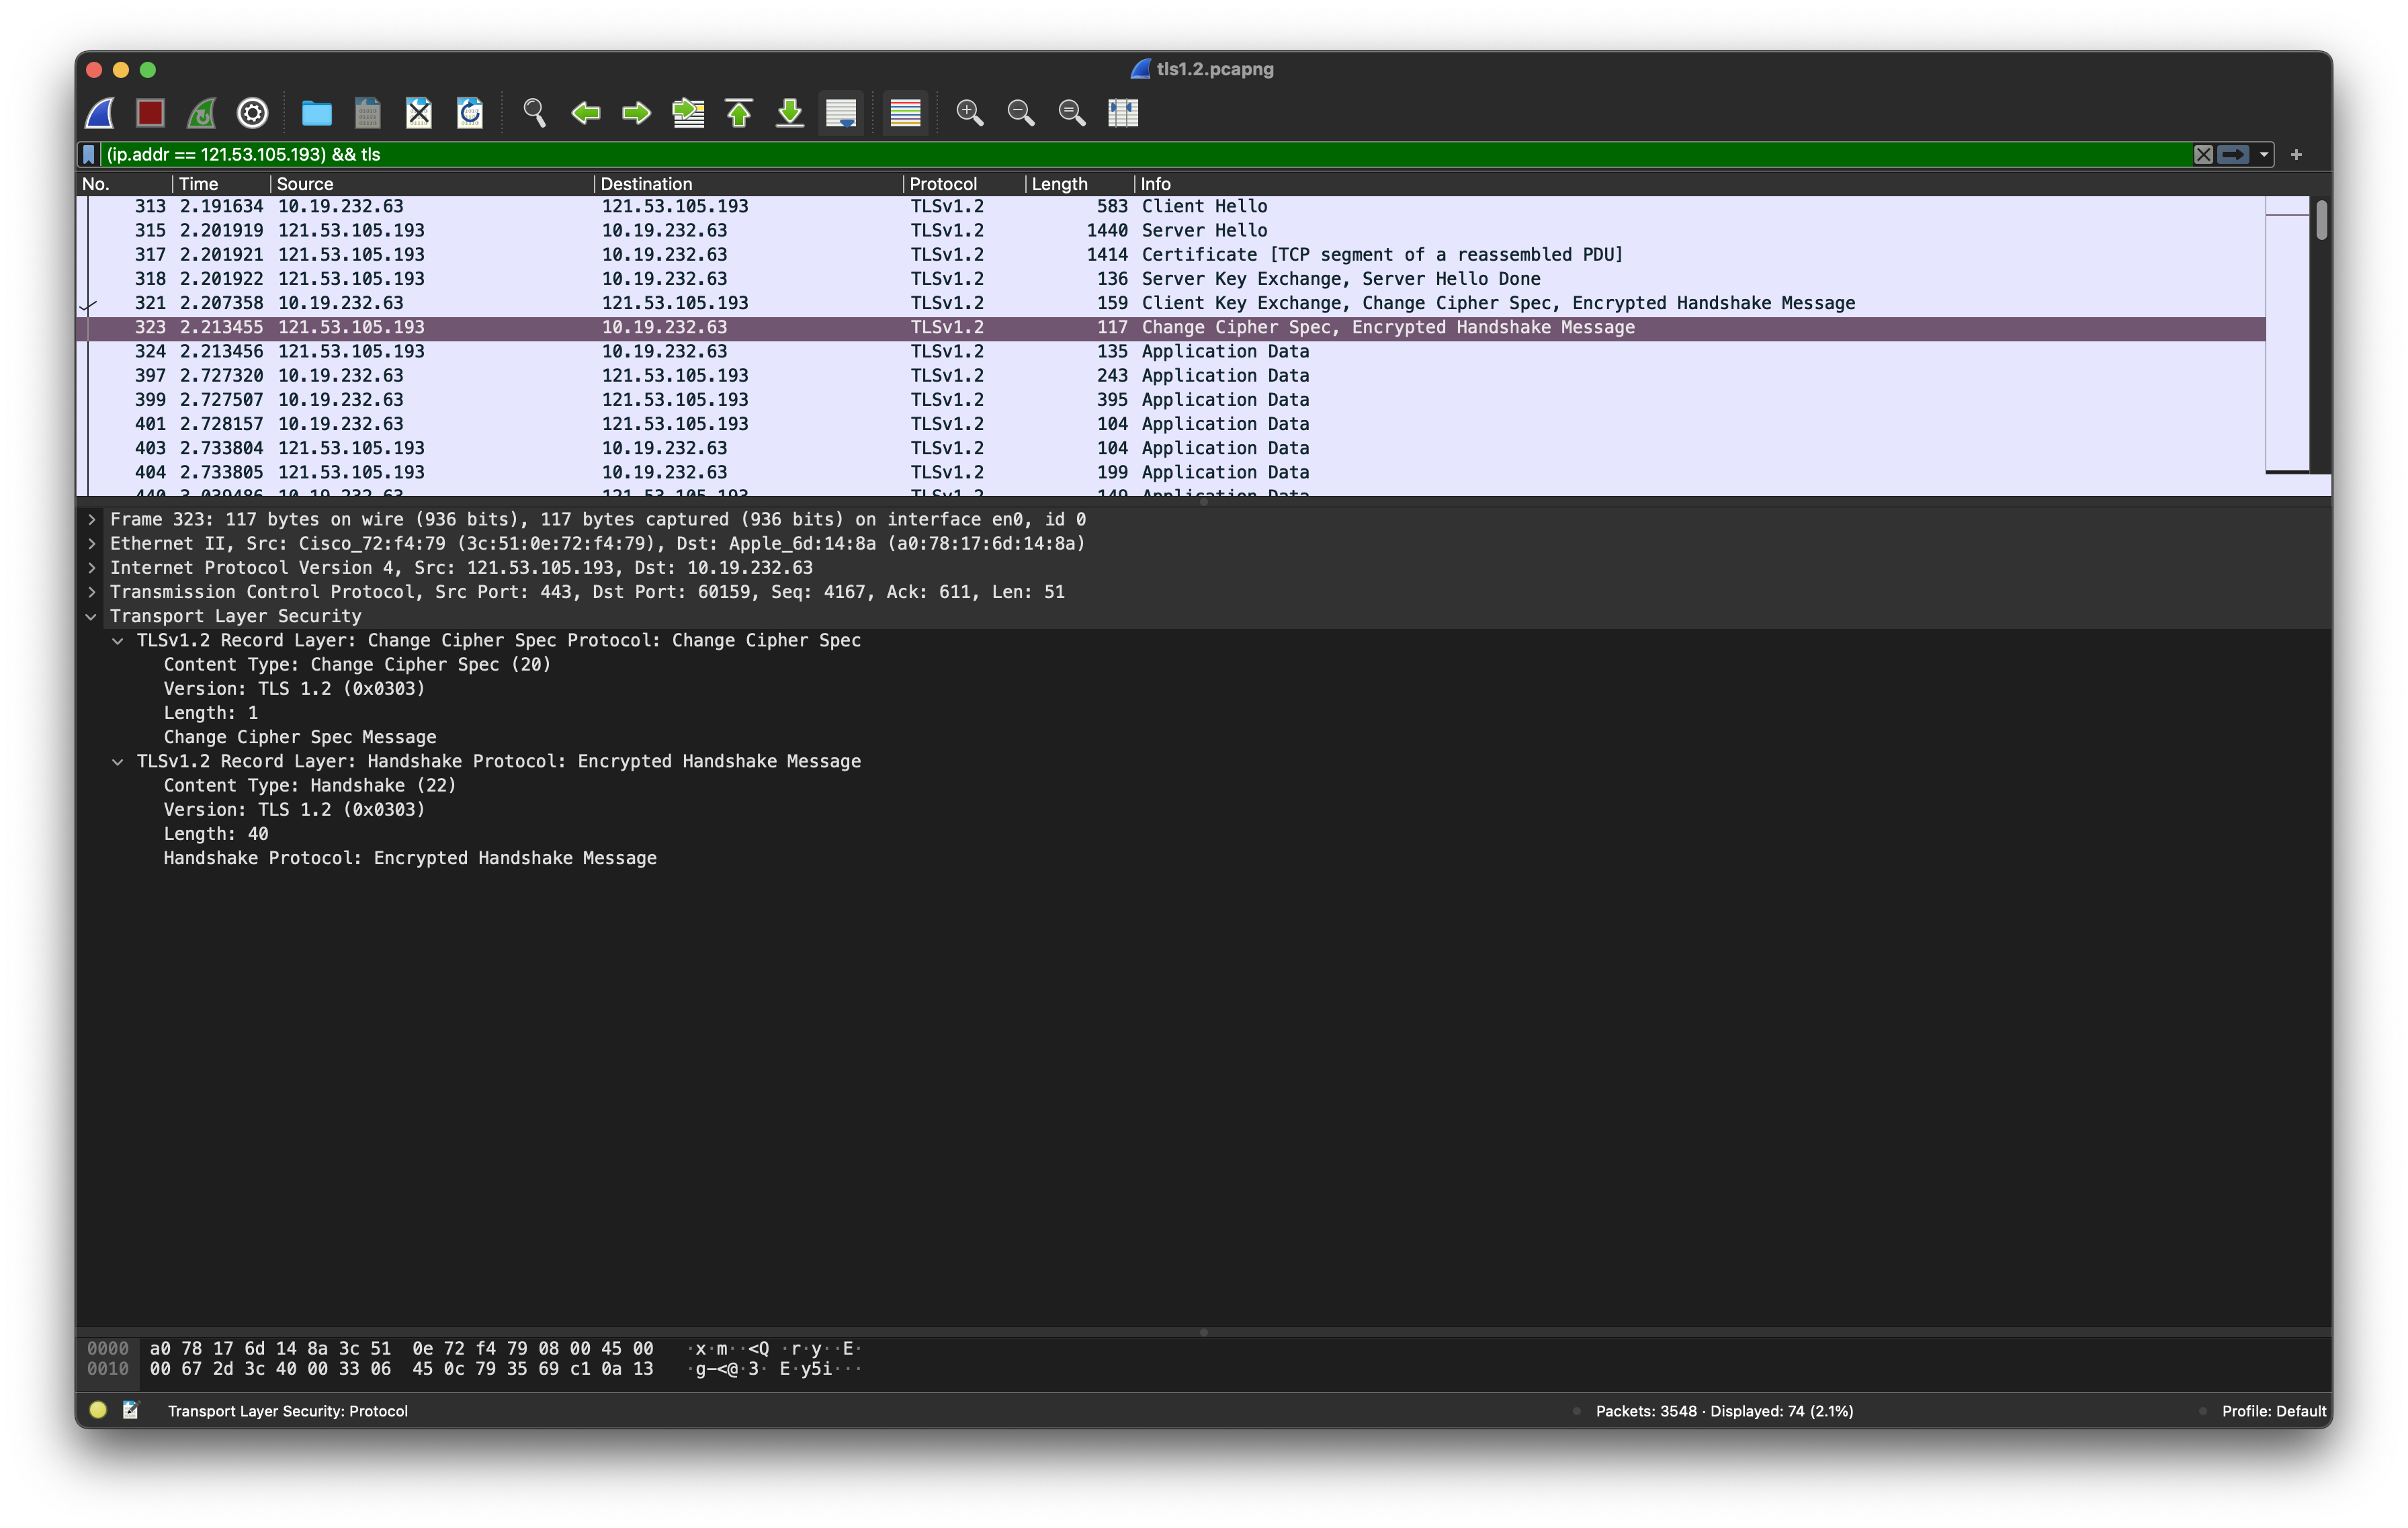 tls1.2.pcapng
(ip.addr == 121.53.105.193) && tls
No. Time Source Destination Protocol Length Info
313 2.191634 10.19.232.63 121.53.105.193 TLSv1.2 583 Client Hello
315 2.201919 121.53.105.193 10.19.232.63 TLSv1.2 1440 Server Hello
317 2.201921 121.53.105.193 10.19.232.63 TLSv1.2 1414 Certificate [TCP segment of a reassembled PDU]
318 2.201922 121.53.105.193 10.19.232.63 TLSv1.2 136 Server Key Exchange, Server Hello Done
321 2.207358 10.19.232.63 121.53.105.193 TLSv1.2 159 Client Key Exchange, Change Cipher Spec, Encrypted Handshake Message
323 2.213455 121.53.105.193 10.19.232.63 TLSv1.2 117 Change Cipher Spec, Encrypted Handshake Message
324 2.213456 121.53.105.193 10.19.232.63 TLSv1.2 135 Application Data
397 2.727320 10.19.232.63 121.53.105.193 TLSv1.2 243 Application Data
399 2.727507 10.19.232.63 121.53.105.193 TLSv1.2 395 Application Data
401 2.728157 10.19.232.63 121.53.105.193 TLSv1.2 104 Application Data
403 2.733804 121.53.105.193 10.19.232.63 TLSv1.2 104 Application Data
404 2.733805 121.53.105.193 10.19.232.63 TLSv1.2 199 Application Data
440 3.039486 10.19.232.63 121.53.105.193 TLSv1.2 149 Application Data
Frame 323: 117 bytes on wire (936 bits), 117 bytes captured (936 bits) on interface en0, id 0
Ethernet II, Src: Cisco_72:f4:79 (3c:51:0e:72:f4:79), Dst: Apple_6d:14:8a (a0:78:17:6d:14:8a)
Internet Protocol Version 4, Src: 121.53.105.193, Dst: 10.19.232.63
Transmission Control Protocol, Src Port: 443, Dst Port: 60159, Seq: 4167, Ack: 611, Len: 51
Transport Layer Security
TLSv1.2 Record Layer: Change Cipher Spec Protocol: Change Cipher Spec
Content Type: Change Cipher Spec (20)
Version: TLS 1.2 (0x0303)
Length: 1
Change Cipher Spec Message
TLSv1.2 Record Layer: Handshake Protocol: Encrypted Handshake Message
Content Type: Handshake (22)
Version: TLS 1.2 (0x0303)
Length: 40
Handshake Protocol: Encrypted Handshake Message
0000 a0 78 17 6d 14 8a 3c 51 0e 72 f4 79 08 00 45 00 ·x·m··<Q ·r·y··E·
0010 00 67 2d 3c 40 00 33 06 45 0c 79 35 69 c1 0a 13 ·g-<@·3· E·y5i···
Transport Layer Security: Protocol
Packets: 3548 · Displayed: 74 (2.1%)
Profile: Default